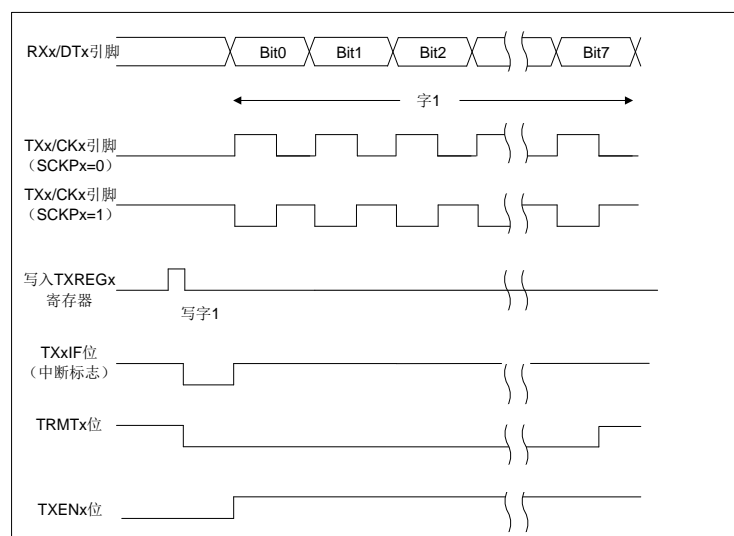 RXx/DTx引脚
Bit0 Bit1 Bit2 Bit7
字1
TXx/CKx引脚
（SCKPx=0）
TXx/CKx引脚
（SCKPx=1）
写入TXREGx
寄存器
写字1
TXxIF位
（中断标志）
TRMTx位
TXENx位